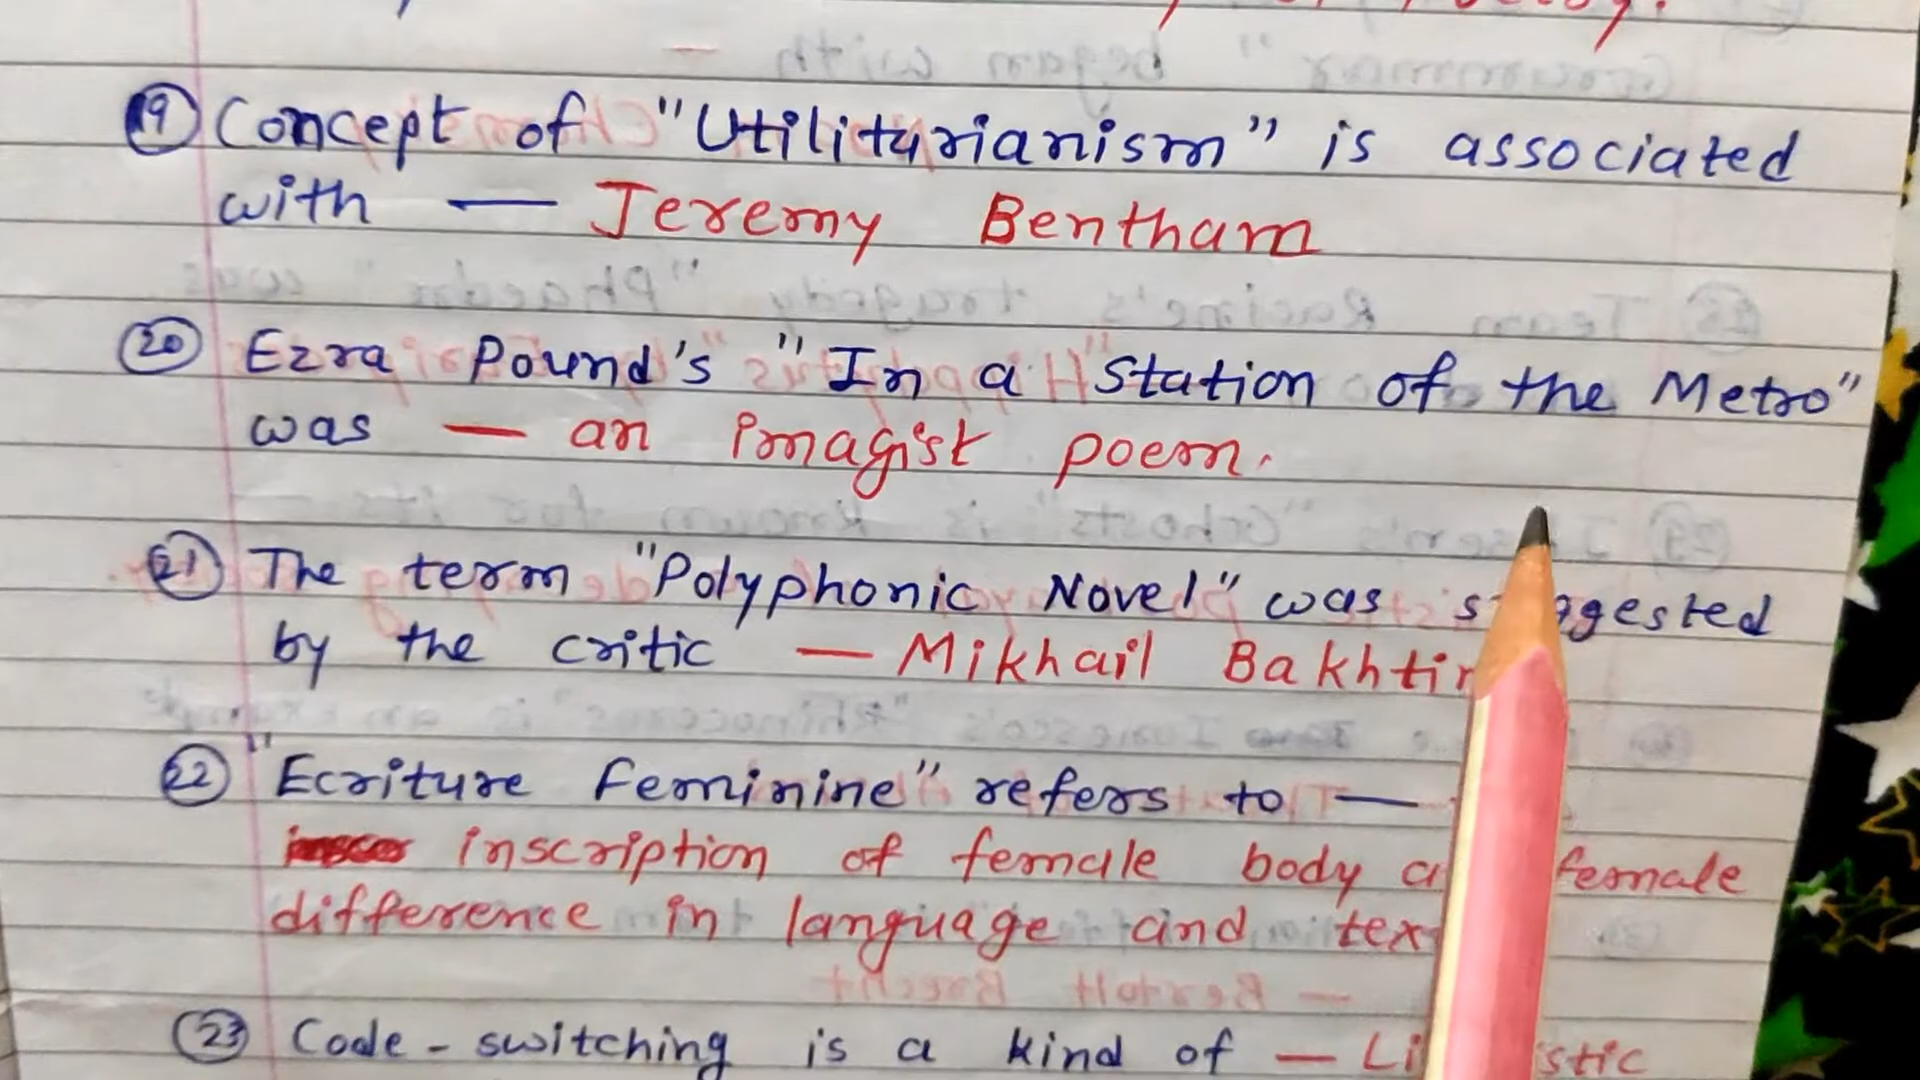 19 Concept of "Utilitarianism" is associated
with — Jeremy Bentham
20 Ezra Pound's "In a Station of the Metro"
was — an imagist poem.
21 The term "Polyphonic Novel" was
by the critic — Mikhail
22 "Ecriture Feminine" refers to —
inscription of female body female
difference in language and
23 Code-switching is a kind of —